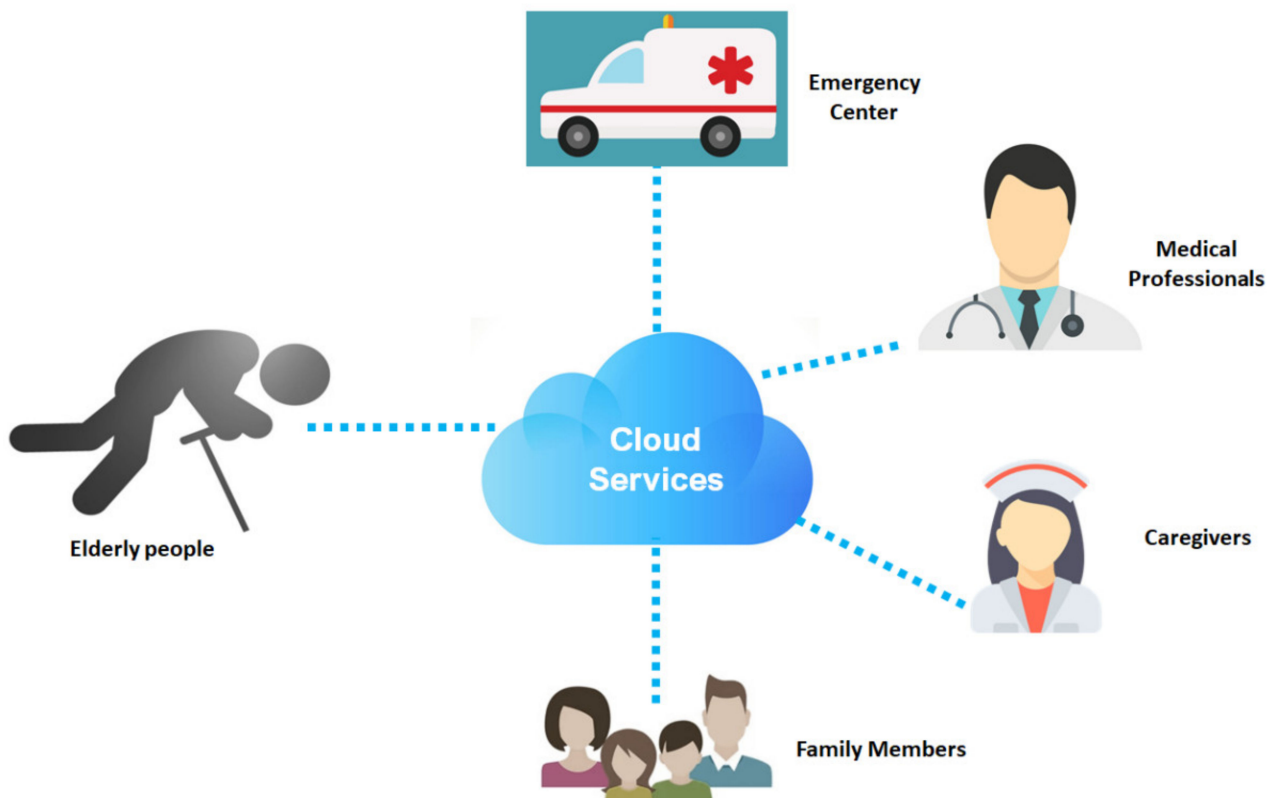 Emergency
Center
Medical
Professionals
Cloud
Services
Elderly people
Caregivers
Family Members